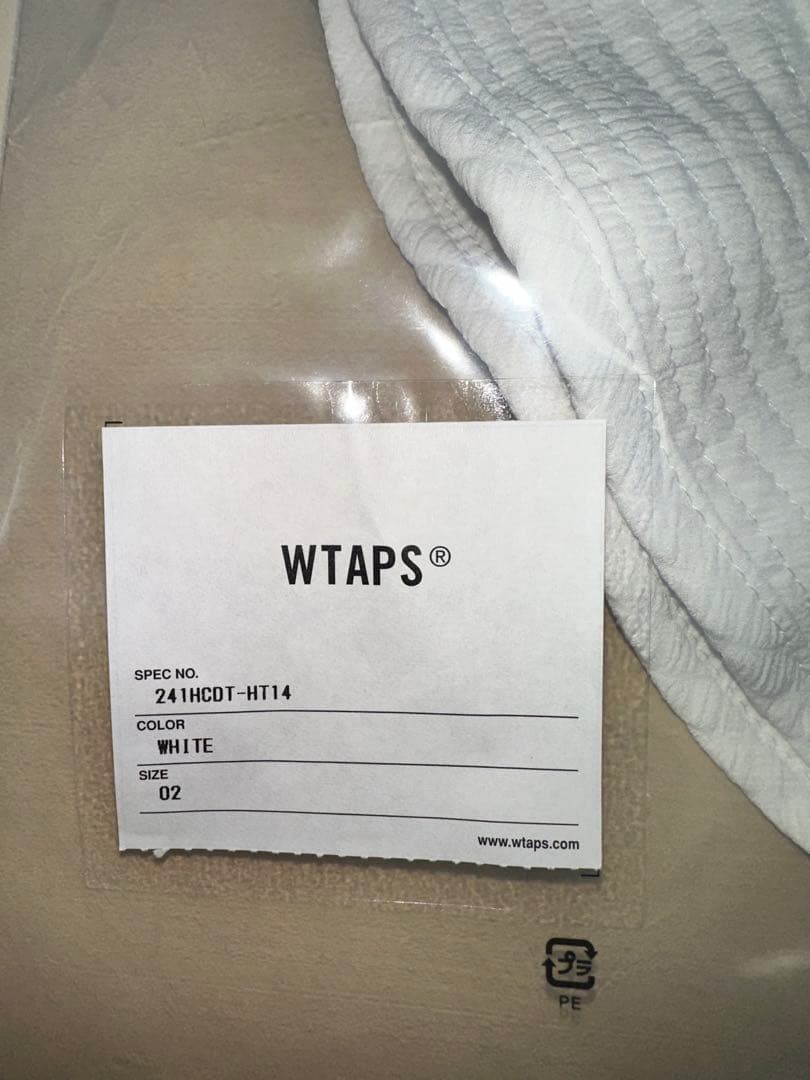 WTAPS®
SPEC NO.
241HCDT-HT14
COLOR
WHITE
SIZE
02
www.wtaps.com
プラ
PE